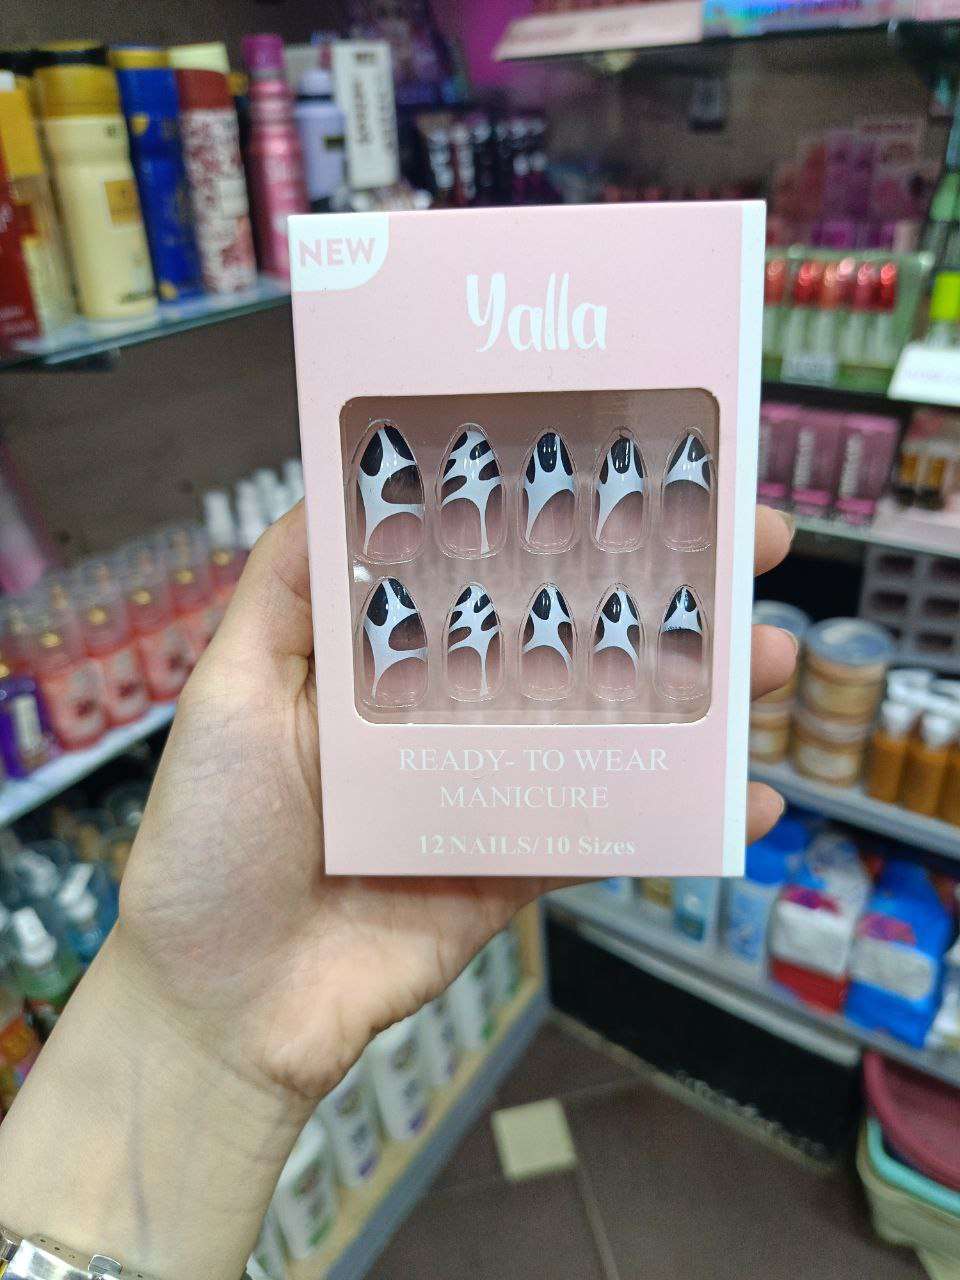 NEW
Yalla
READY- TO WEAR
MANICURE
12 NAILS/ 10 Sizes